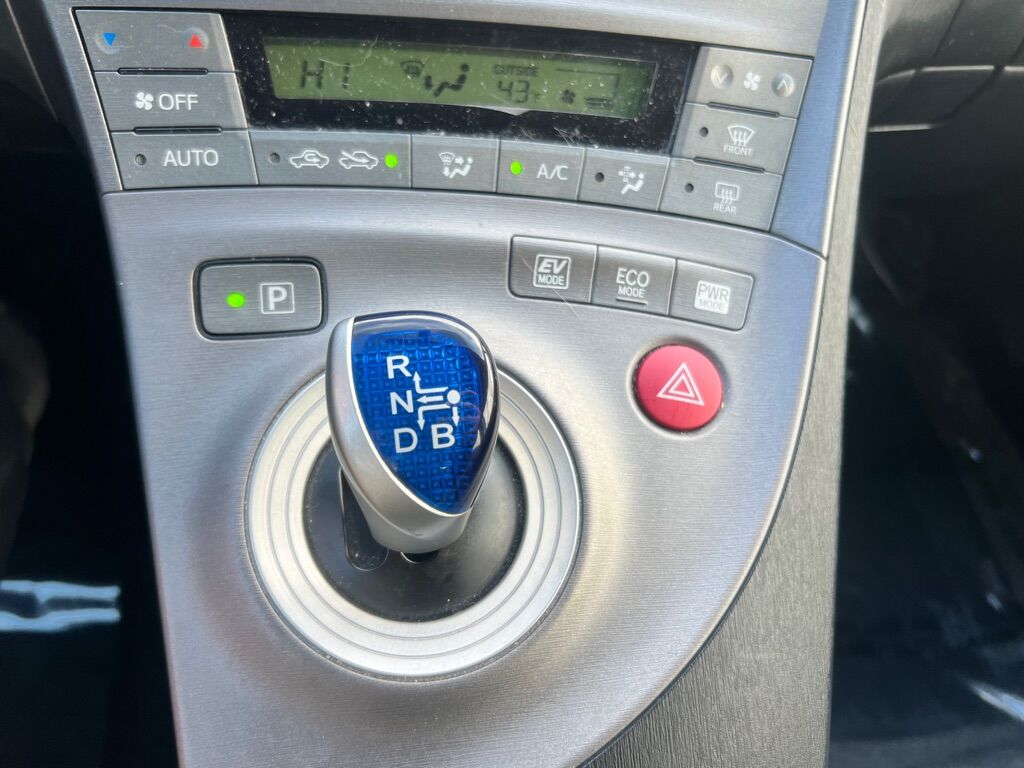 HI
OUTSIDE
43°F
OFF
AUTO
A/C
FRONT
REAR
P
EV
MODE
ECO
MODE
PWR
MODE
R
N
D B